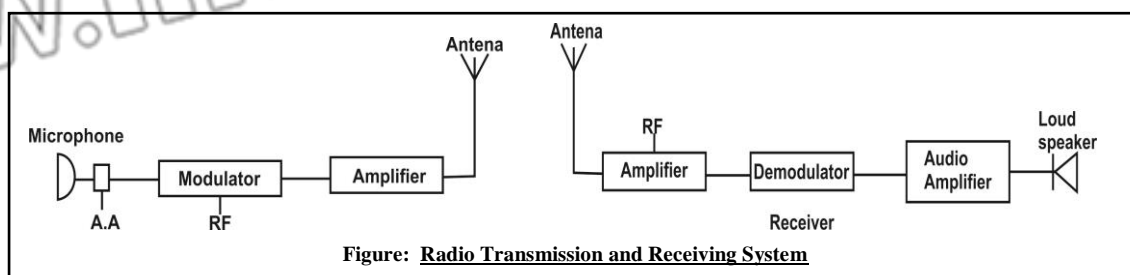 Antena
Antena
Microphone
A.A
Modulator
RF
Amplifier
RF
Amplifier
Demodulator
Audio
Amplifier
Loud
speaker
Receiver
Figure: Radio Transmission and Receiving System